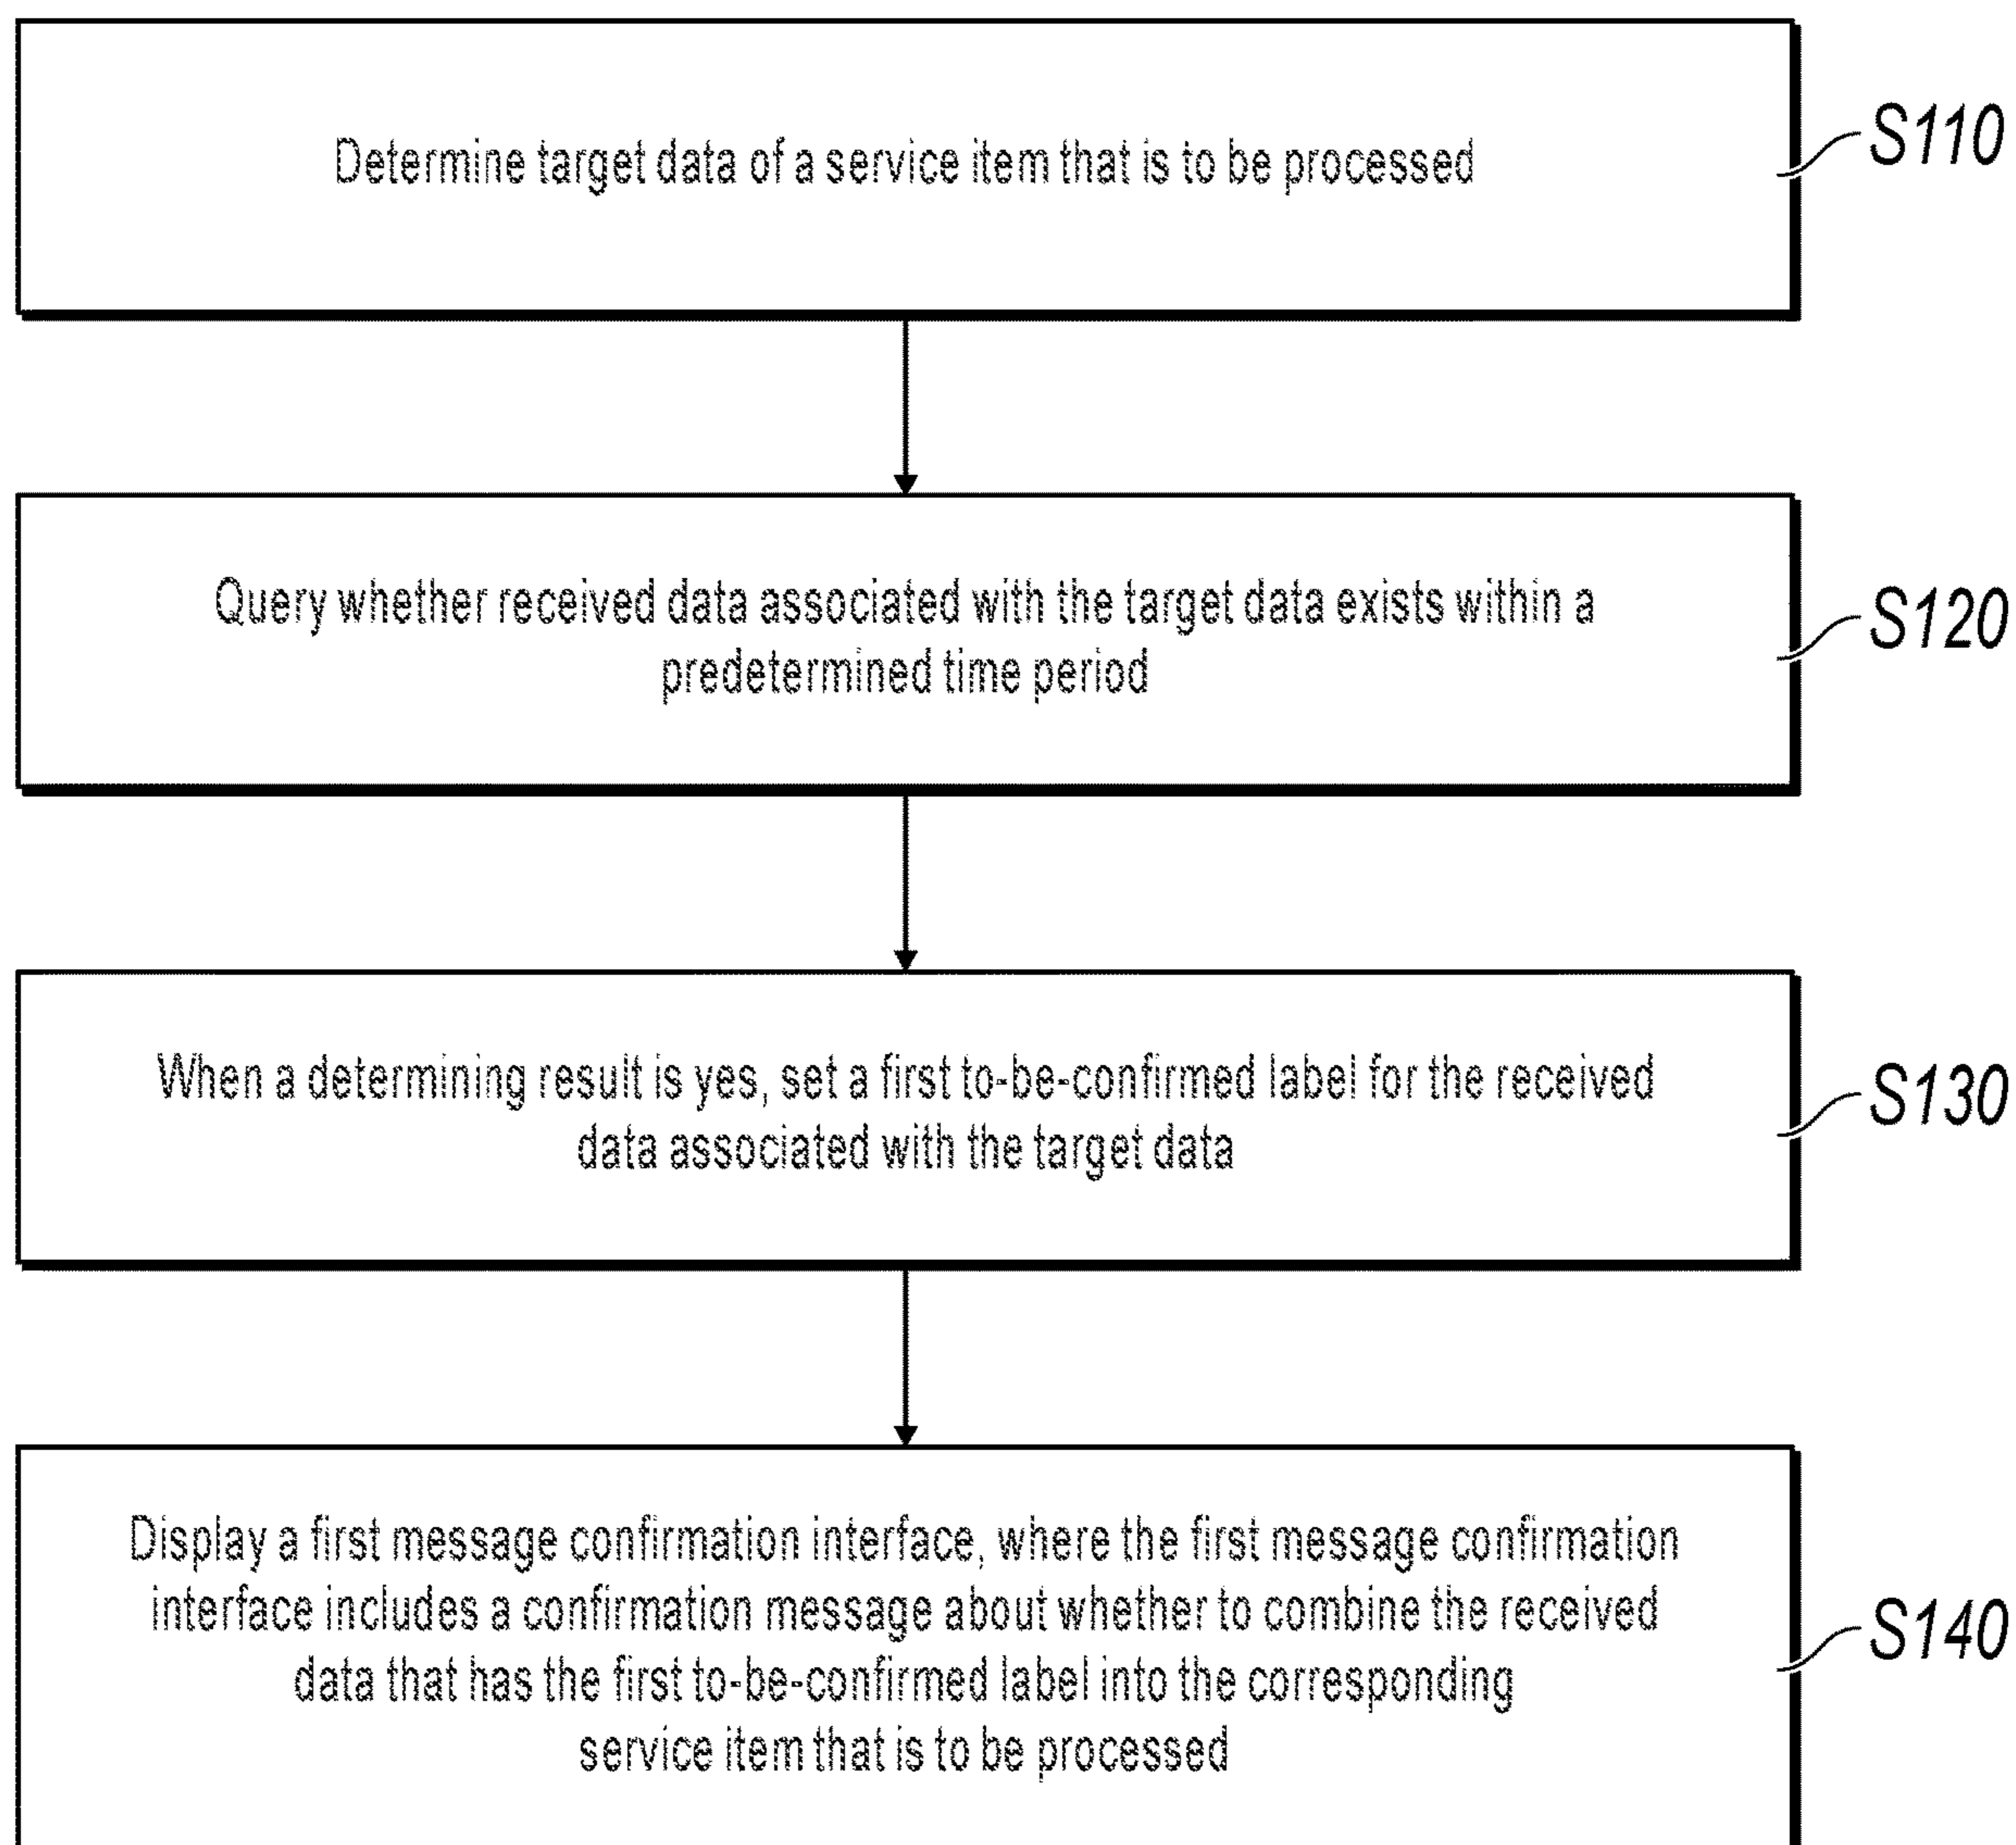 Determine target data of a service item that is to be processed
S110
Query whether received data associated with the target data exists within a
predetermined time period
S120
When a determining result is yes, set a first to-be-confirmed label for the received
data associated with the target data
S130
Display a first message confirmation interface, where the first message confirmation
interface includes a confirmation message about whether to combine the received
data that has the first to-be-confirmed label into the corresponding
service item that is to be processed
S140